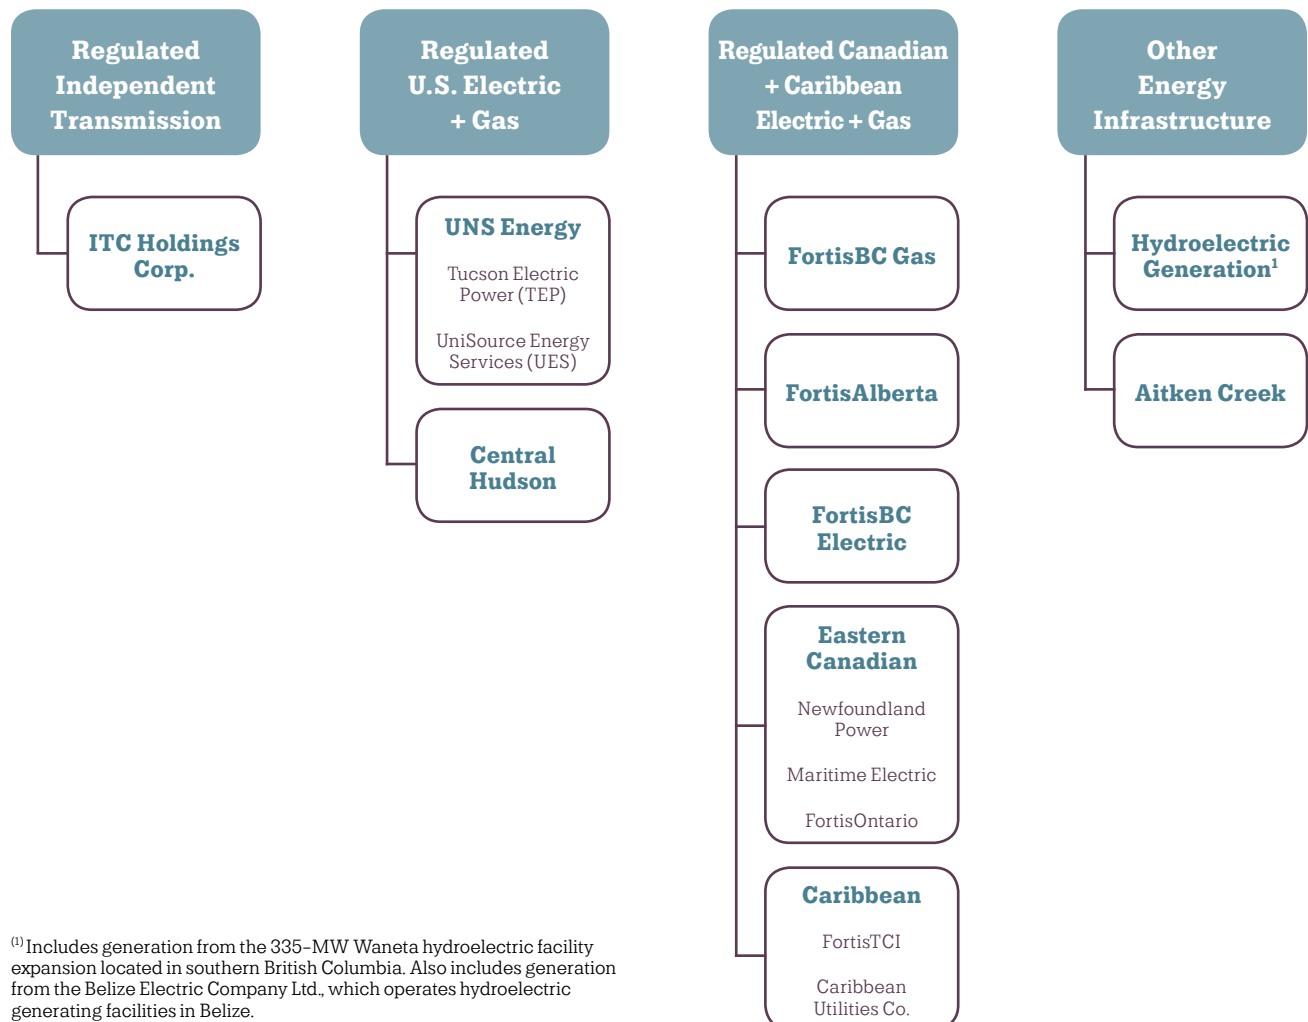 Regulated
Independent
Transmission
ITC Holdings
Corp.
Regulated
U.S. Electric
+ Gas
UNS Energy
Tucson Electric
Power (TEP)
UniSource Energy
Services (UES)
Central
Hudson
Regulated Canadian
+ Caribbean
Electric + Gas
FortisBC Gas
FortisAlberta
FortisBC
Electric
Eastern
Canadian
Newfoundland
Power
Maritime Electric
FortisOntario
Caribbean
FortisTCI
Caribbean
Utilities Co.
Other
Energy
Infrastructure
Hydroelectric
Generation¹
Aitken Creek
⁽¹⁾ Includes generation from the 335-MW Waneta hydroelectric facility
expansion located in southern British Columbia. Also includes generation
from the Belize Electric Company Ltd., which operates hydroelectric
generating facilities in Belize.